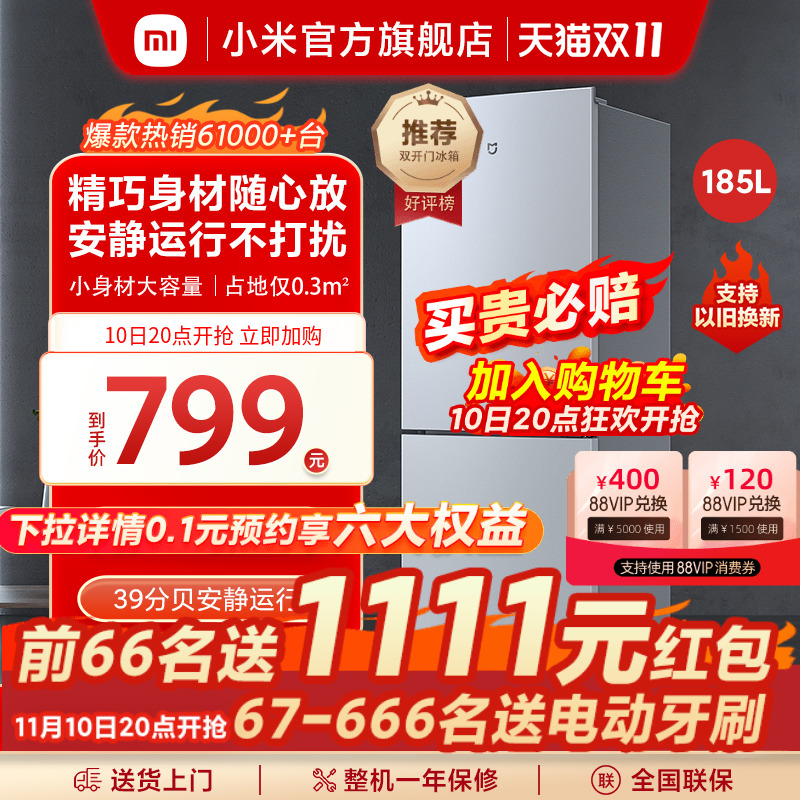 小米官方旗舰店
天猫双11
爆款热销61000+台
推荐
双开门冰箱
好评榜
185L
精巧身材随心放
安静运行不打扰
小身材大容量 | 占地仅0.3m²
支持
以旧换新
买贵必赔
10日20点开抢 立即加购
加入购物车
10日20点狂欢开抢
到手价
799元
¥400
88VIP兑换
满¥5000使用
¥120
88VIP兑换
满¥1500使用
支持使用88VIP消费券
下拉详情0.1元预约享六大权益
39分贝安静运行
前66名送1111元红包
11月10日20点开抢 67-666名送电动牙刷
送货上门
整机一年保修
联 全国联保